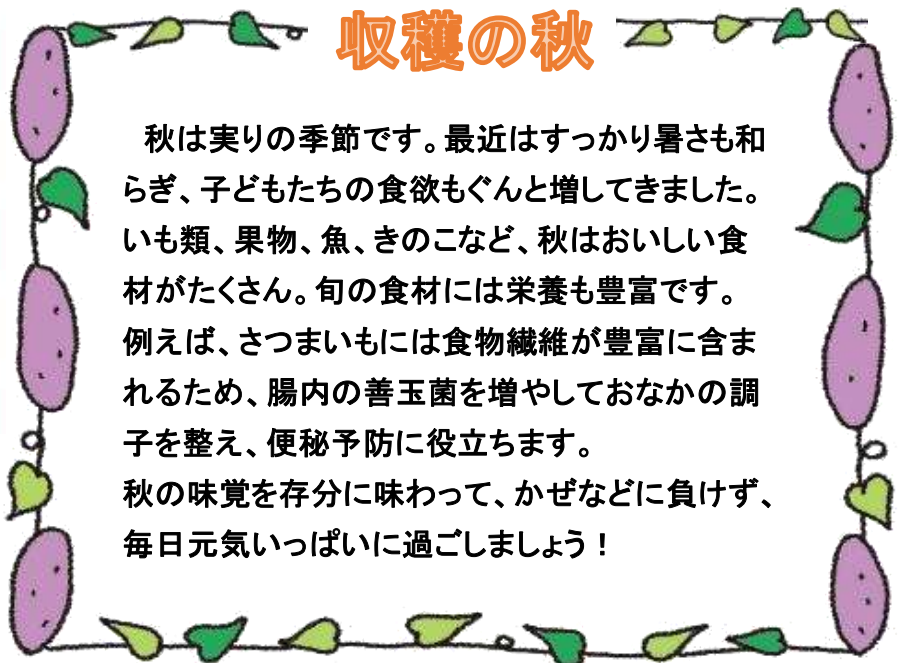 収穫の秋
秋は実りの季節です。最近はすっかり暑さも和
らぎ、子どもたちの食欲もぐんと増してきました。
いも類、果物、魚、きのこなど、秋はおいしい食
材がたくさん。旬の食材には栄養も豊富です。
例えば、さつまいもには食物繊維が豊富に含ま
れるため、腸内の善玉菌を増やしておなかの調
子を整え、便秘予防に役立ちます。
秋の味覚を存分に味わって、かぜなどに負けず、
毎日元気いっぱいに過ごしましょう！